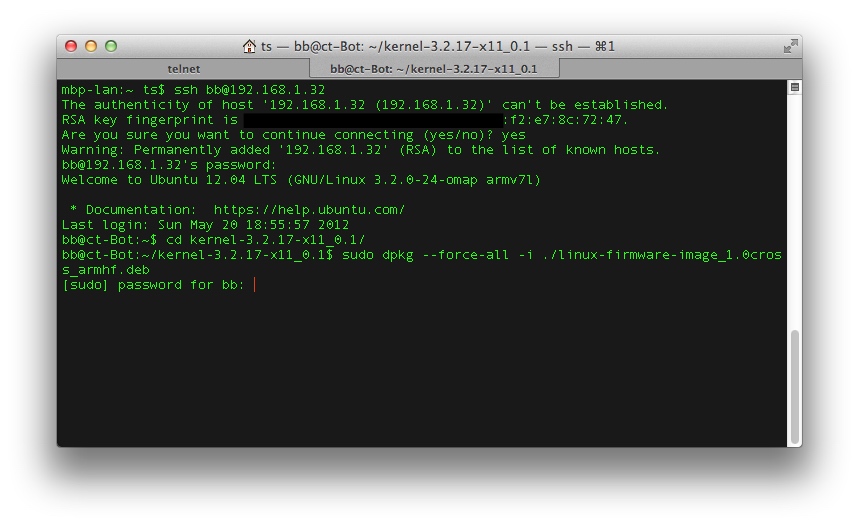 ts — bb@ct-Bot: ~/kernel-3.2.17-x11_0.1 — ssh — ⌘1
telnet
bb@ct-Bot: ~/kernel-3.2.17-x11_0.1
mbp-lan:~ ts$ ssh bb@192.168.1.32
The authenticity of host '192.168.1.32 (192.168.1.32)' can't be established.
RSA key fingerprint is :f2:e7:8c:72:47.
Are you sure you want to continue connecting (yes/no)? yes
Warning: Permanently added '192.168.1.32' (RSA) to the list of known hosts.
bb@192.168.1.32's password:
Welcome to Ubuntu 12.04 LTS (GNU/Linux 3.2.0-24-omap armv7l)
* Documentation:  https://help.ubuntu.com/
Last login: Sun May 20 18:55:57 2012
bb@ct-Bot:~$ cd kernel-3.2.17-x11_0.1/
bb@ct-Bot:~/kernel-3.2.17-x11_0.1$ sudo dpkg --force-all -i ./linux-firmware-image_1.0cros
s_armhf.deb
[sudo] password for bb: